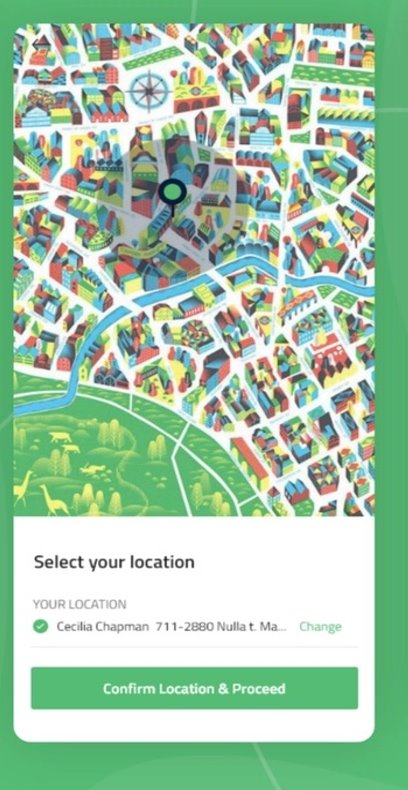 Select your location
YOUR LOCATION
Cecilia Chapman 711-2880 Nulla t. Ma... Change
Confirm Location & Proceed